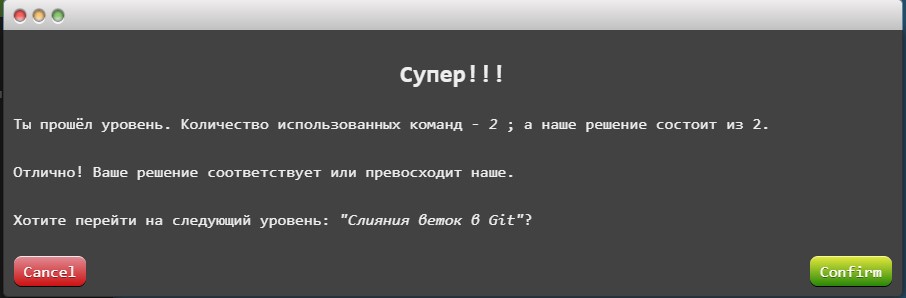 Супер!!!
Ты прошёл уровень. Количество использованных команд - 2 ; а наше решение состоит из 2.
Отлично! Ваше решение соответствует или превосходит наше.
Хотите перейти на следующий уровень: "Слияния веток в Git"?
Cancel
Confirm